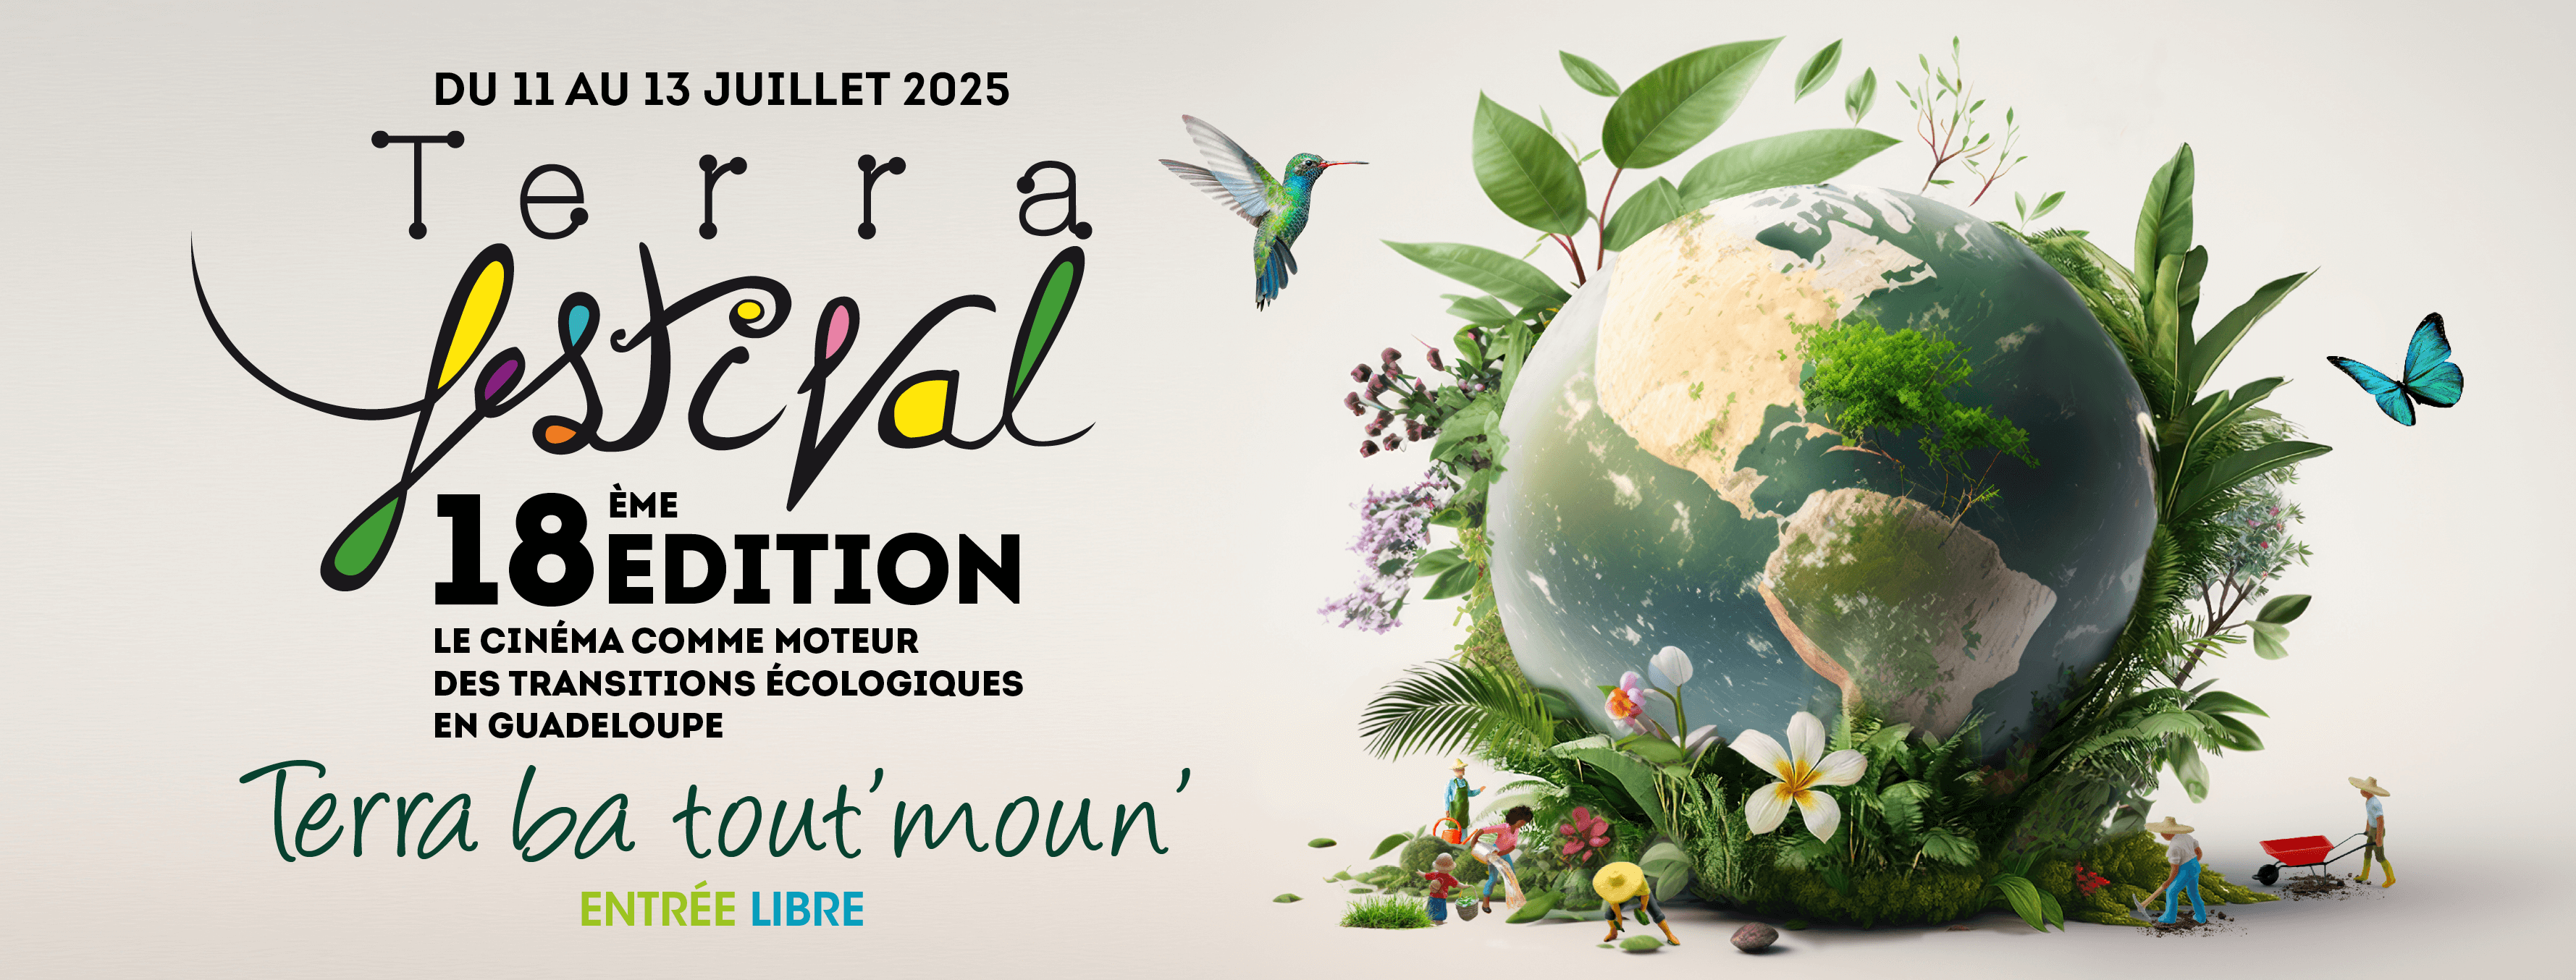 DU 11 AU 13 JUILLET 2025
Terra
festival
18ÈME EDITION
LE CINÉMA COMME MOTEUR
DES TRANSITIONS ÉCOLOGIQUES
EN GUADELOUPE
Terra ba tout'moun'
ENTRÉE LIBRE